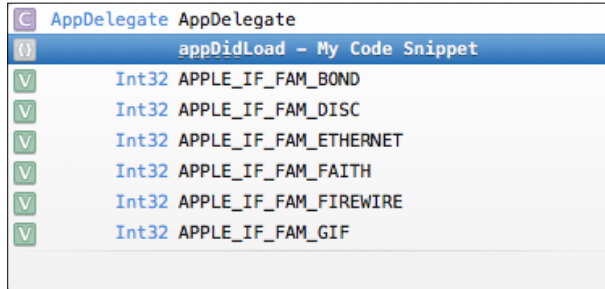 C AppDelegate AppDelegate
{} appDidLoad – My Code Snippet
V Int32 APPLE_IF_FAM_BOND
V Int32 APPLE_IF_FAM_DISC
V Int32 APPLE_IF_FAM_ETHERNET
V Int32 APPLE_IF_FAM_FAITH
V Int32 APPLE_IF_FAM_FIREWIRE
V Int32 APPLE_IF_FAM_GIF